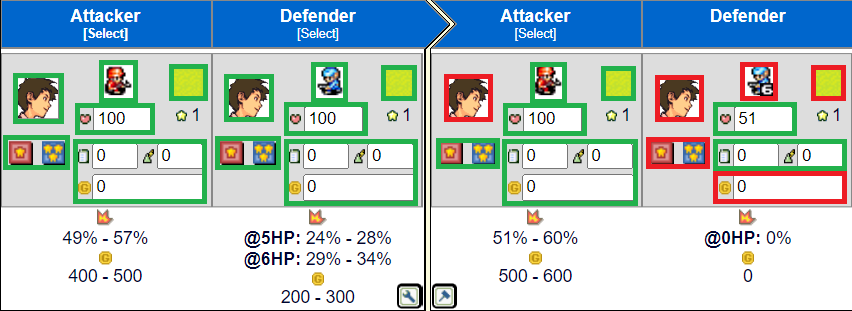 Attacker
[Select]
Defender
[Select]
Attacker
[Select]
Defender
100
1
0
0
G
0
49% - 57%
G
400 - 500
100
1
0
0
G
0
@5HP: 24% - 28%
@6HP: 29% - 34%
G
200 - 300
100
1
0
0
G
0
51% - 60%
G
500 - 600
6
51
1
0
0
G
0
@0HP: 0%
G
0